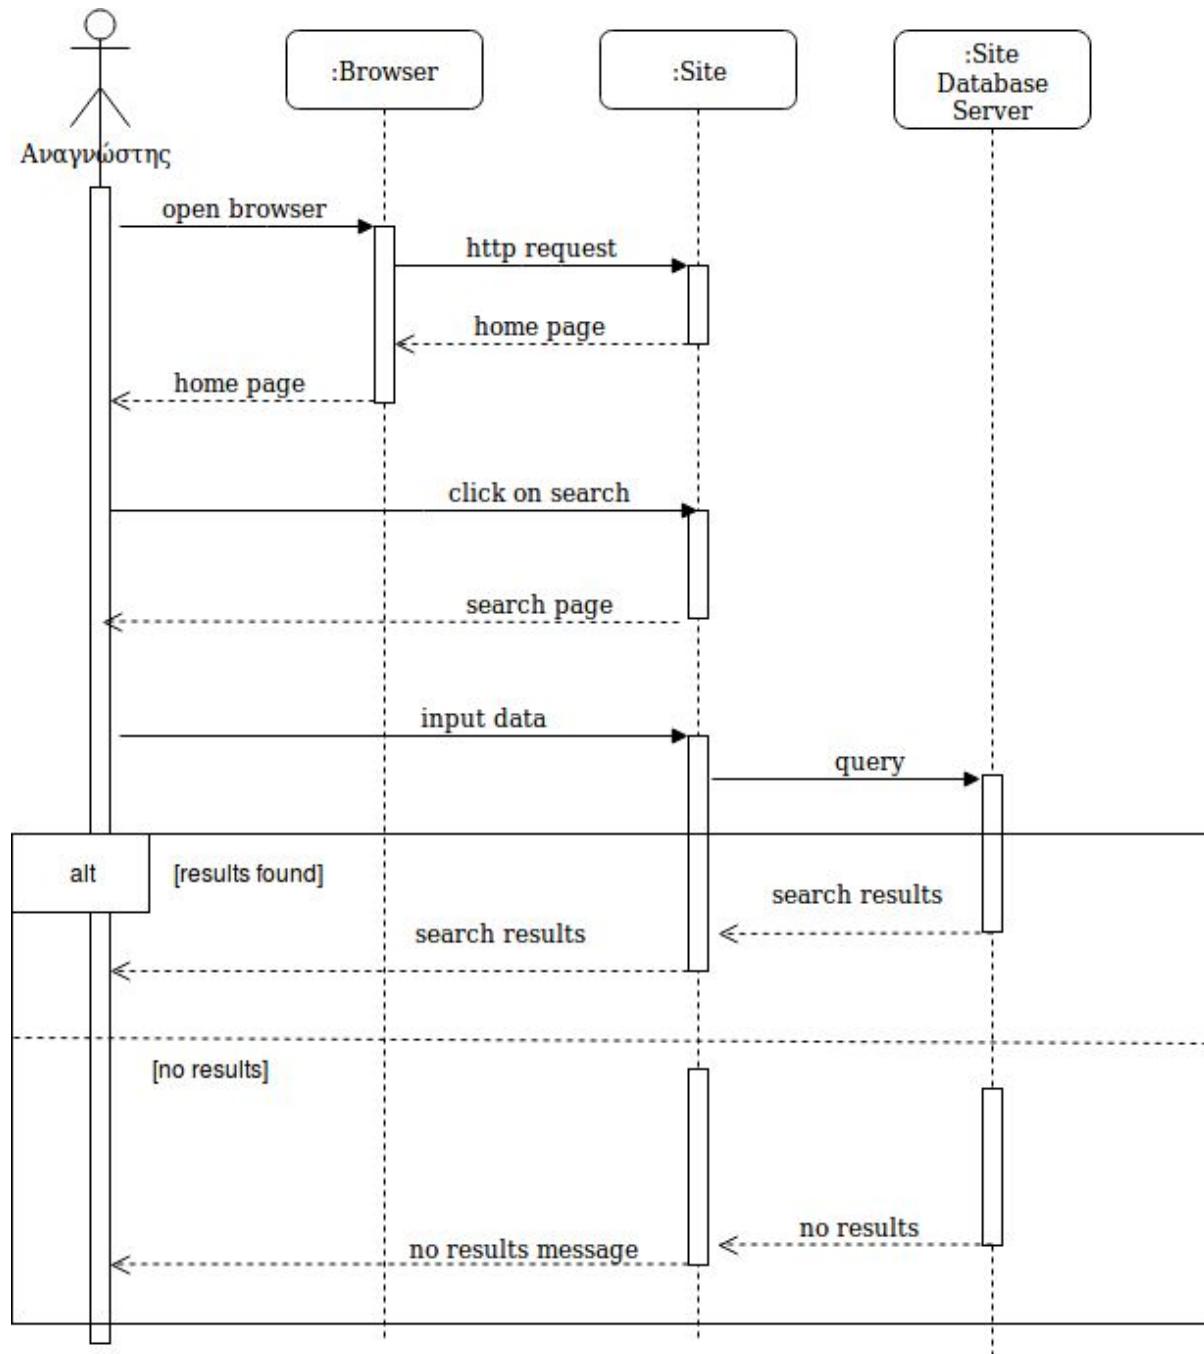 :Browser
:Site
:Site
Database
Server
Αναγνώστης
open browser
http request
home page
home page
click on search
search page
input data
query
alt
[results found]
search results
search results
[no results]
no results
no results message